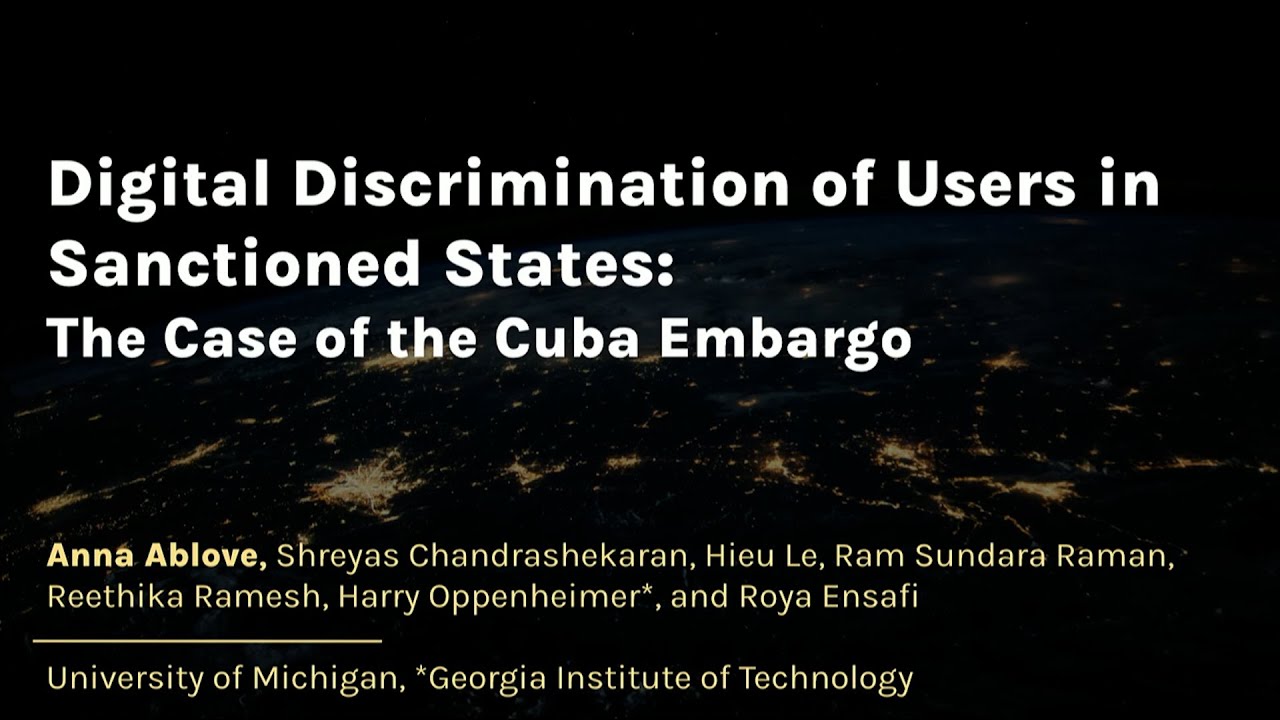 Digital Discrimination of Users in
Sanctioned States:
The Case of the Cuba Embargo
Anna Ablove, Shreyas Chandrashekaran, Hieu Le, Ram Sundara Raman,
Reethika Ramesh, Harry Oppenheimer*, and Roya Ensafi
University of Michigan, *Georgia Institute of Technology